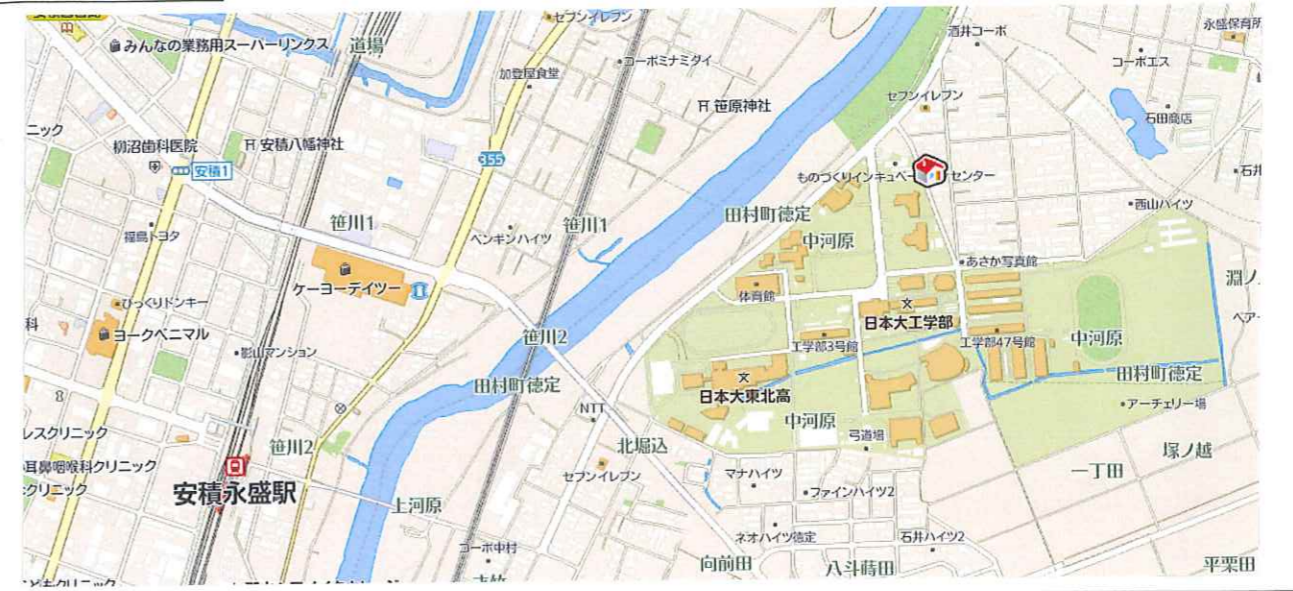 セブンイレブン
酒井コーポ
永盛保育所
みんなの業務用スーパーリンクス
道場
コーポミナミダイ
コーポエス
加登屋食堂
セブンイレブン
笹原神社
石田商店
ニック
柳沼歯科医院
安積八幡神社
355
安積1
ものづくりインキュベー
センター
石井
西山ハイツ
笹川1
笹川1
田村町徳定
福島トヨタ
ペンギンハイツ
中河原
あさか写真館
淵ノ
ケーヨーデイツー
体育館
びっくりドンキー
科
ヨークベニマル
日本大工学部
ペアー
笹川2
工学部3号館
工学部47号館
中河原
影山マンション
田村町徳定
田村町徳定
日本大東北高
アーチェリー場
NTT
中河原
弓道場
レスクリニック
笹川2
北堀込
塚ノ越
耳鼻咽喉科クリニック
セブンイレブン
マナハイツ
一丁田
クリニック
安積永盛駅
ファインハイツ2
上河原
ネオハイツ徳定
石井ハイツ2
コーポ中村
向前田
八斗蒔田
平栗田